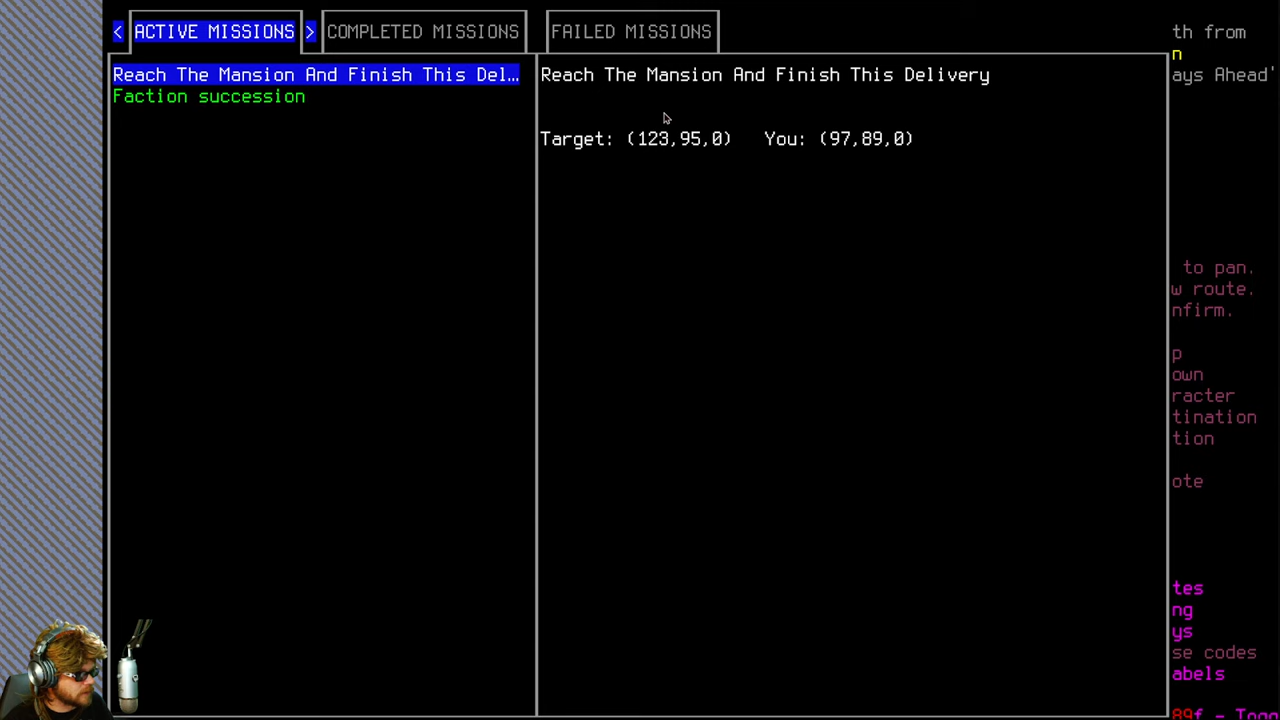 < ACTIVE MISSIONS > COMPLETED MISSIONS FAILED MISSIONS
th from
n
ays Ahead'
Reach The Mansion And Finish This Del…
Faction succession
Reach The Mansion And Finish This Delivery
Target: (123,95,0) You: (97,89,0)
to pan.
w route.
nfirm.
p
own
racter
tination
tion
ote
tes
ng
ys
se codes
abels
89f - Togg